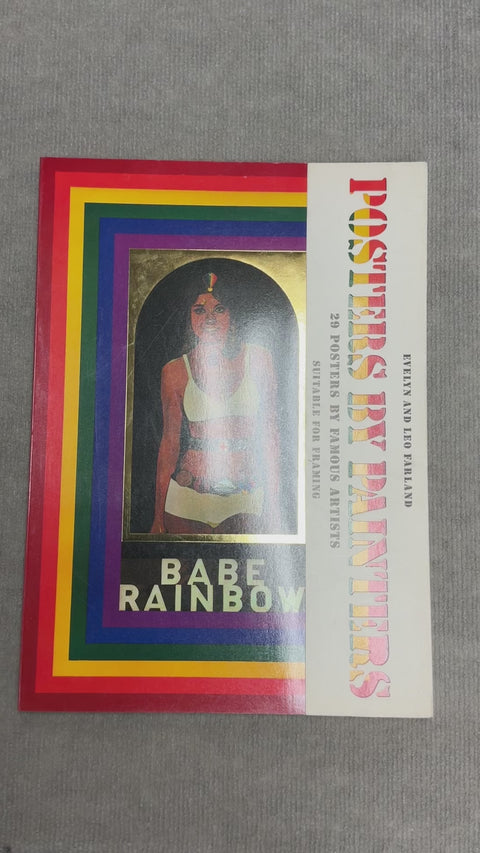 EVELYN AND LEO FARLAND
POSTERS BY PAINTERS
29 POSTERS BY FAMOUS ARTISTS
SUITABLE FOR FRAMING
BABE
RAINBOW